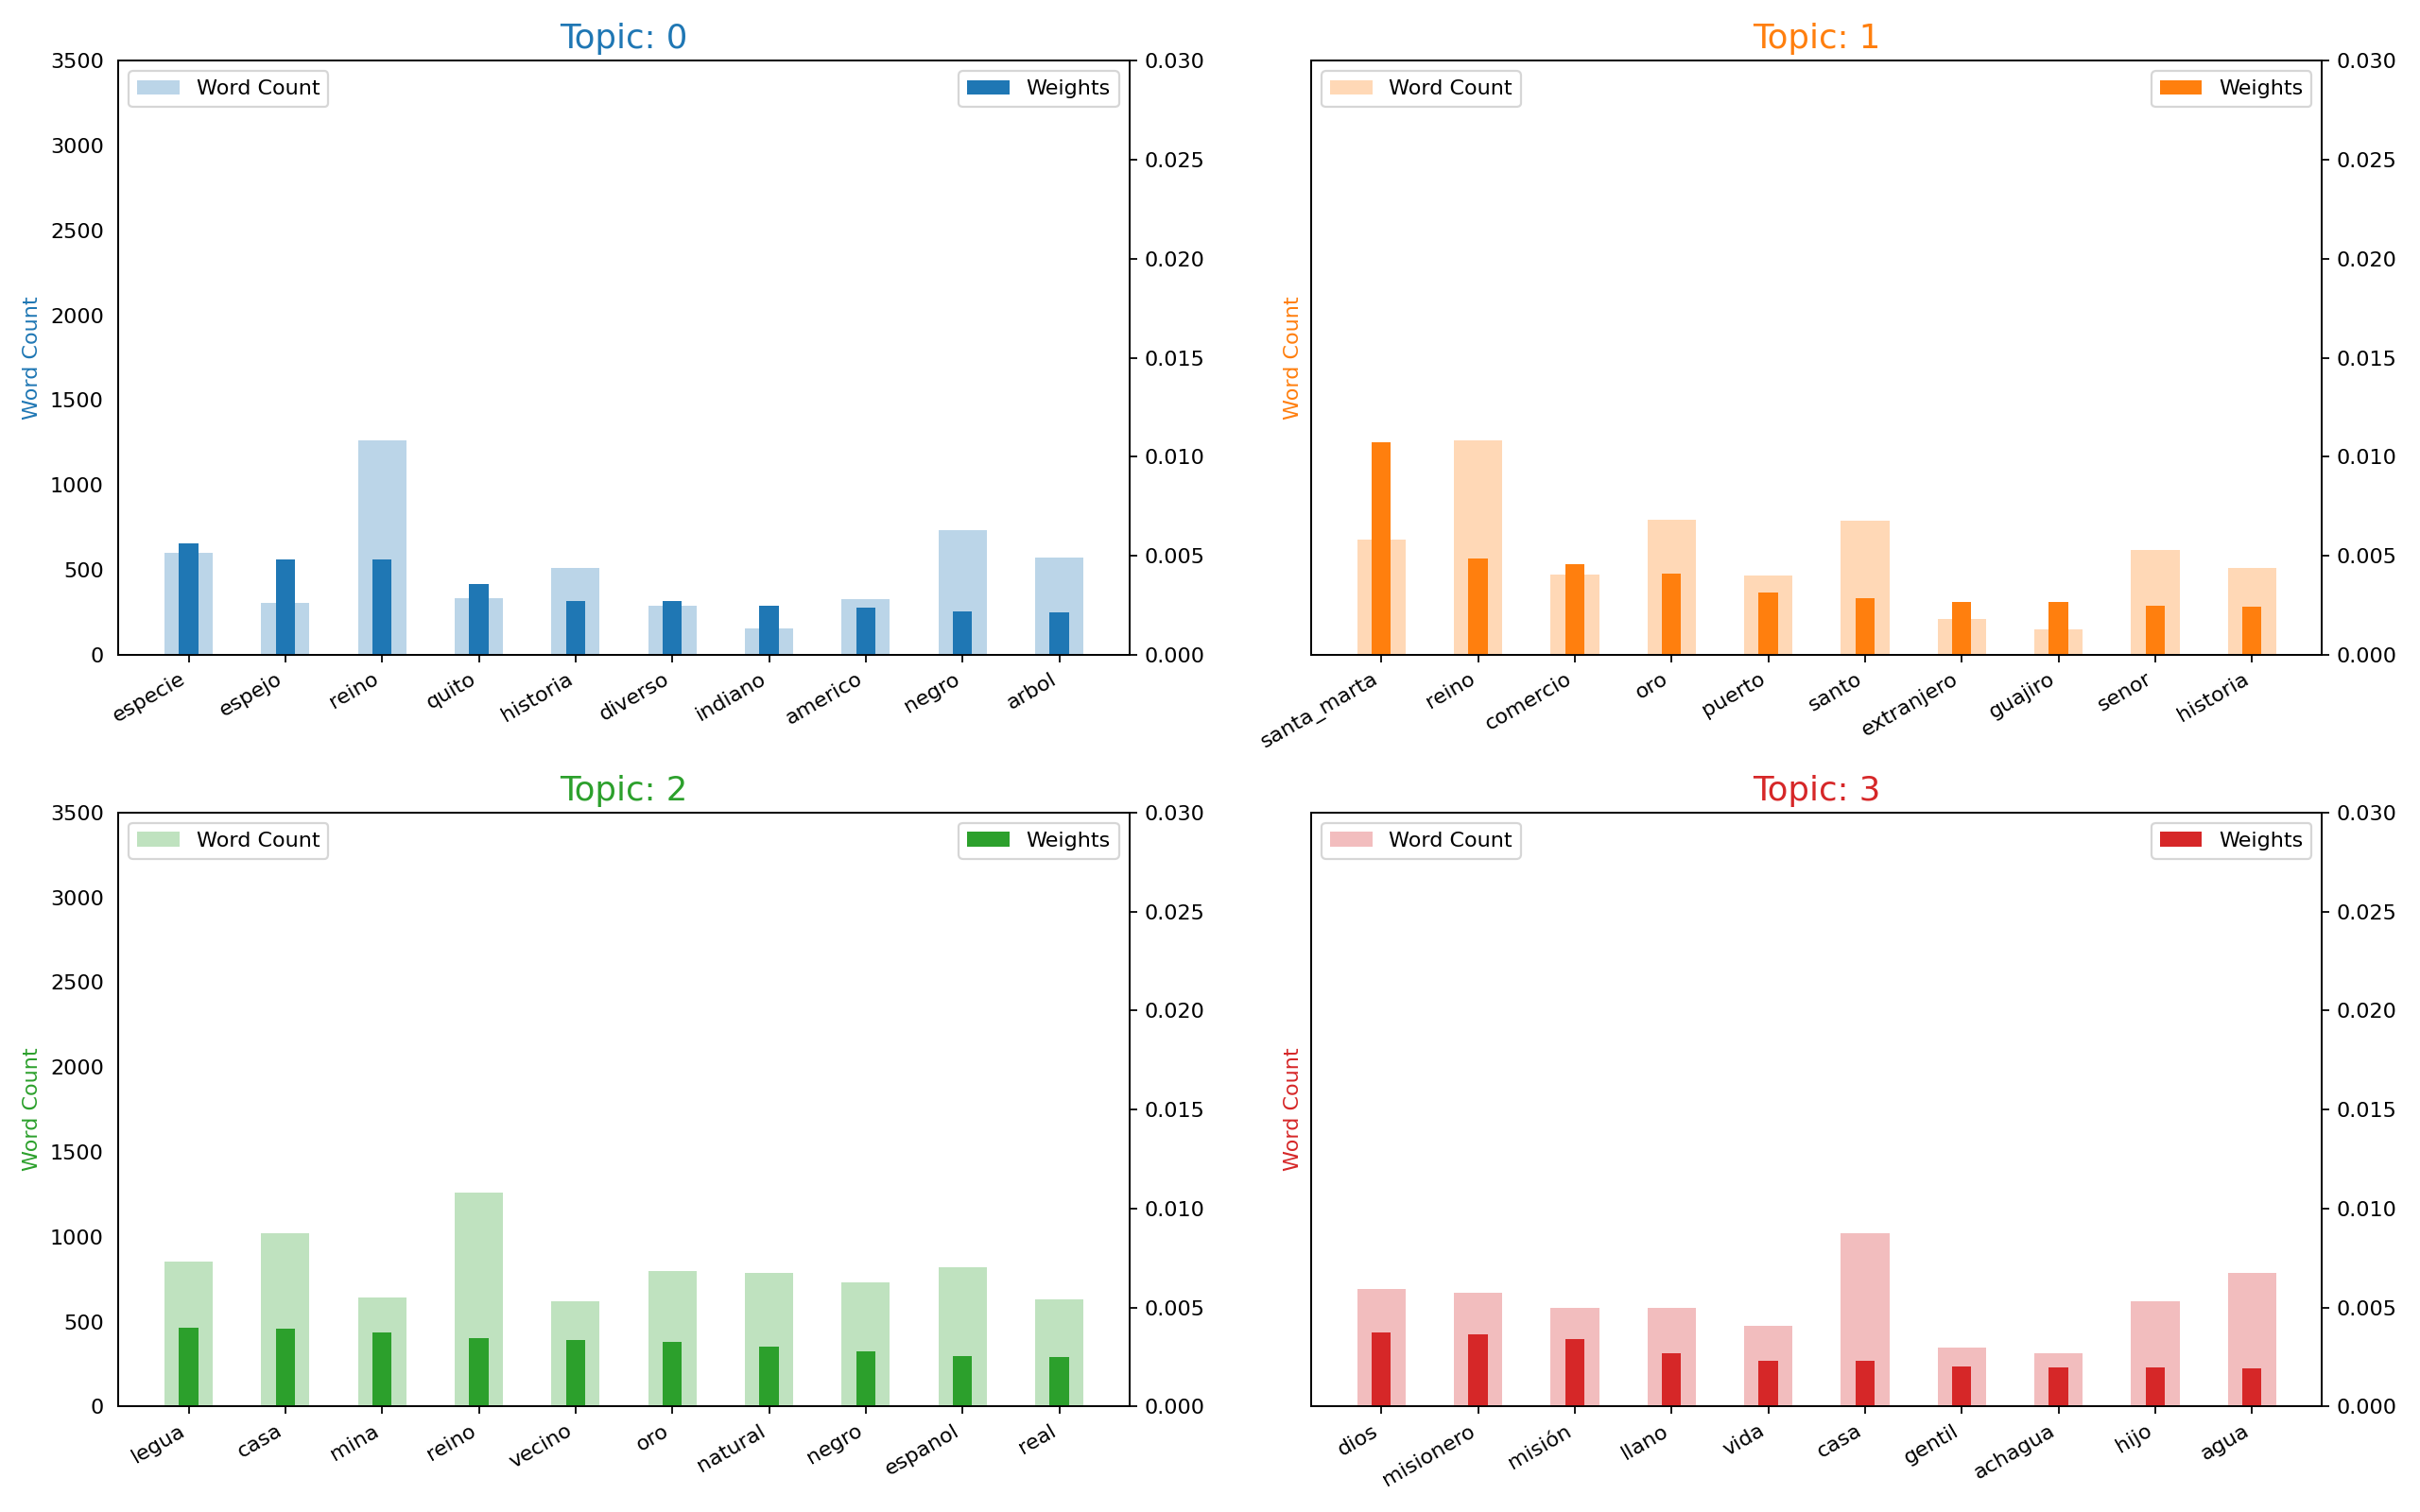 Topic: 0
Word Count
Weights
3500
3000
2500
2000
1500
1000
500
0
Word Count
0.030
0.025
0.020
0.015
0.010
0.005
0.000
especie
espejo
reino
quito
historia
diverso
indiano
americo
negro
arbol
Topic: 1
Word Count
Weights
Word Count
0.030
0.025
0.020
0.015
0.010
0.005
0.000
santa_marta
reino
comercio
oro
puerto
santo
extranjero
guajiro
senor
historia
Topic: 2
Word Count
Weights
3500
3000
2500
2000
1500
1000
500
0
Word Count
0.030
0.025
0.020
0.015
0.010
0.005
0.000
legua
casa
mina
reino
vecino
oro
natural
negro
espanol
real
Topic: 3
Word Count
Weights
Word Count
0.030
0.025
0.020
0.015
0.010
0.005
0.000
dios
misionero
misión
llano
vida
casa
gentil
achagua
hijo
agua